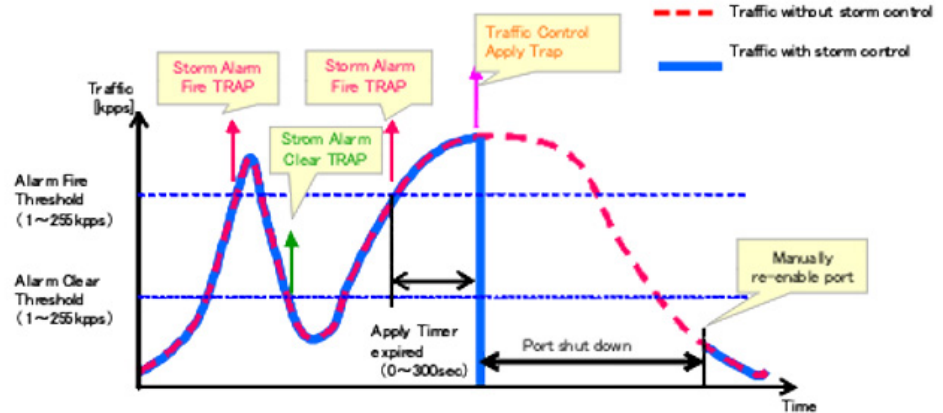 Traffic without storm control
Traffic with storm control
Traffic Control
Apply Trap
Storm Alarm
Fire TRAP
Storm Alarm
Fire TRAP
Strom Alarm
Clear TRAP
Traffic
[kpps]
Alarm Fire
Threshold
(1～255kpps)
Alarm Clear
Threshold
(1～255kpps)
Manually
re-enable port
Apply Timer
expired
(0～300sec)
Port shut down
Time